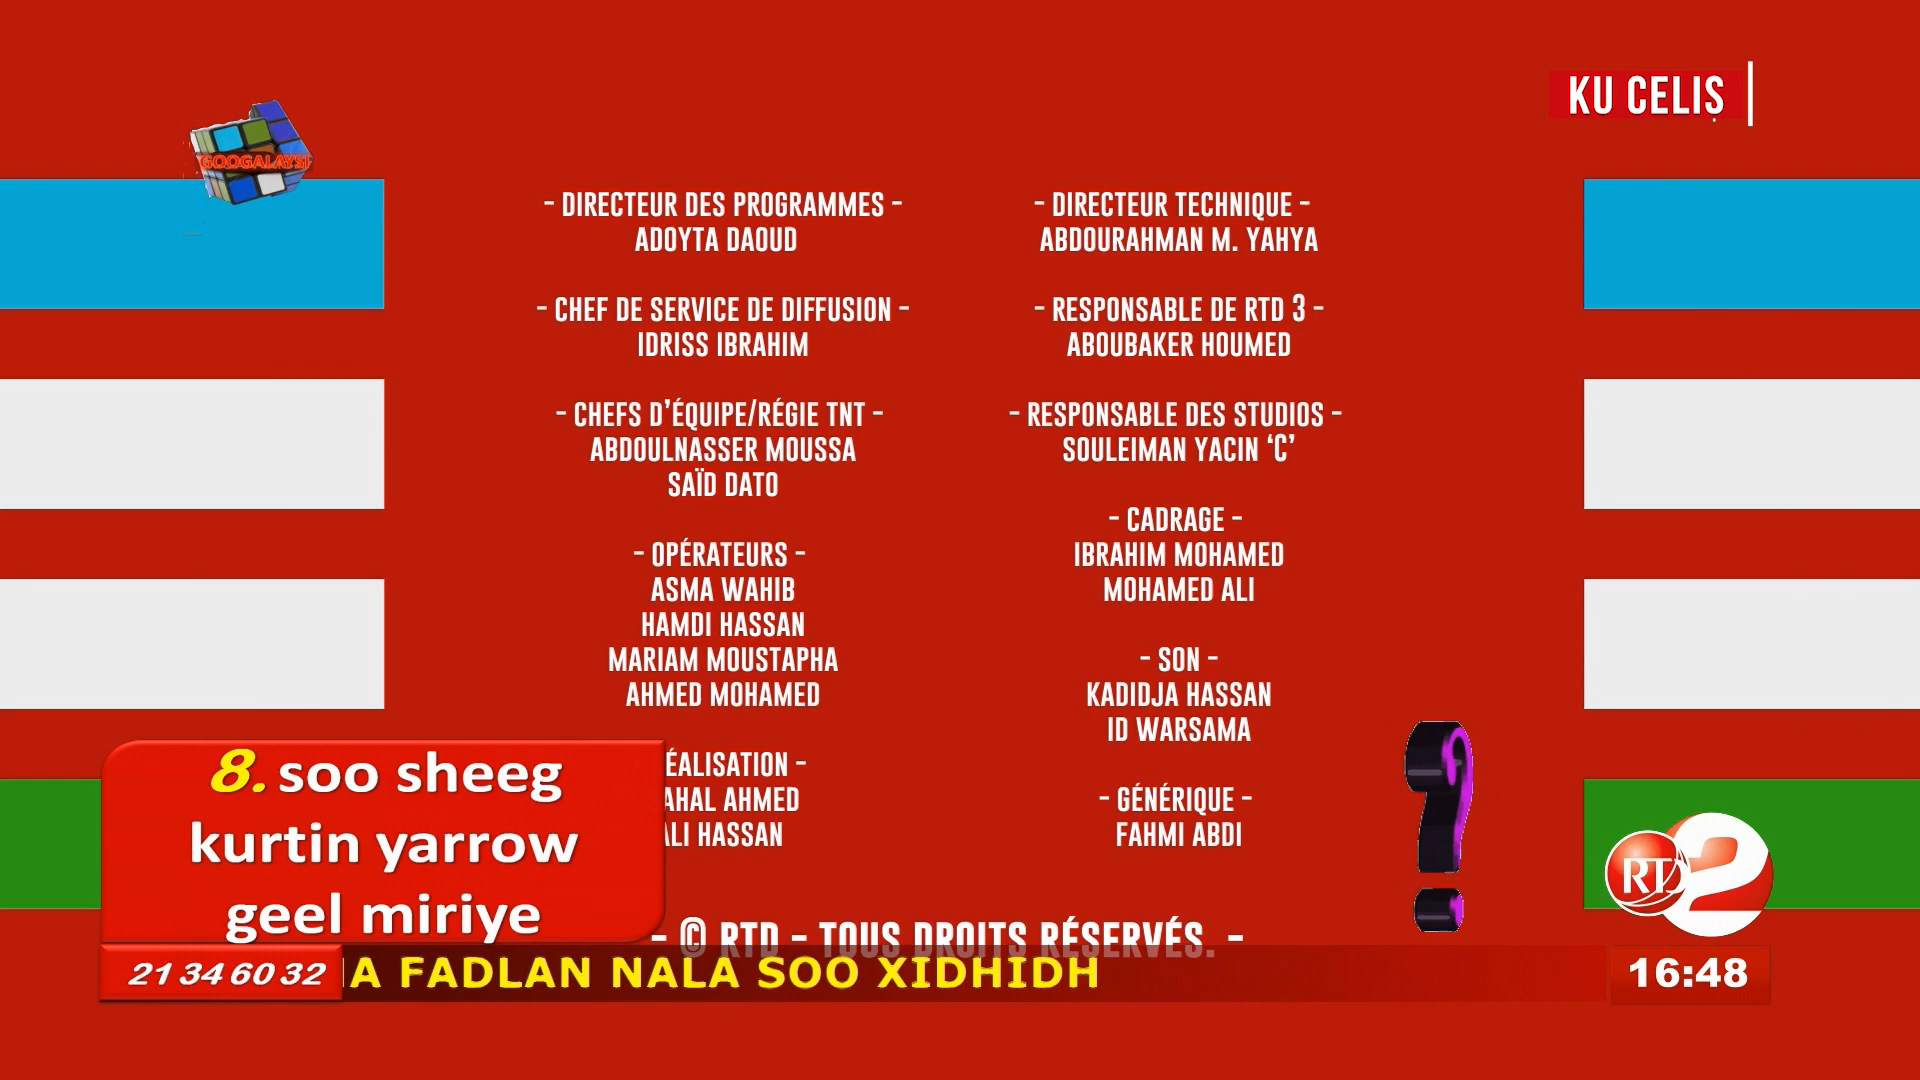 KU CELIṢ
GOOGALAYSI
- DIRECTEUR DES PROGRAMMES -
ADOYTA DAOUD
- CHEF DE SERVICE DE DIFFUSION -
IDRISS IBRAHIM
- CHEFS D'ÉQUIPE/RÉGIE TNT -
ABDOULNASSER MOUSSA
SAÏD DATO
- OPÉRATEURS -
ASMA WAHIB
HAMDI HASSAN
MARIAM MOUSTAPHA
AHMED MOHAMED
ÉALISATION -
AHAL AHMED
ALI HASSAN
- DIRECTEUR TECHNIQUE -
ABDOURAHMAN M. YAHYA
- RESPONSABLE DE RTD 3 -
ABOUBAKER HOUMED
- RESPONSABLE DES STUDIOS -
SOULEIMAN YACIN 'C'
- CADRAGE -
IBRAHIM MOHAMED
MOHAMED ALI
- SON -
KADIDJA HASSAN
ID WARSAMA
- GÉNÉRIQUE -
FAHMI ABDI
- © RTD - TOUS DROITS RÉSERVÉS. -
8. soo sheeg
kurtin yarrow
geel miriye
21 34 60 32
FADLAN NALA SOO XIDHIDH
RTD 2
16:48